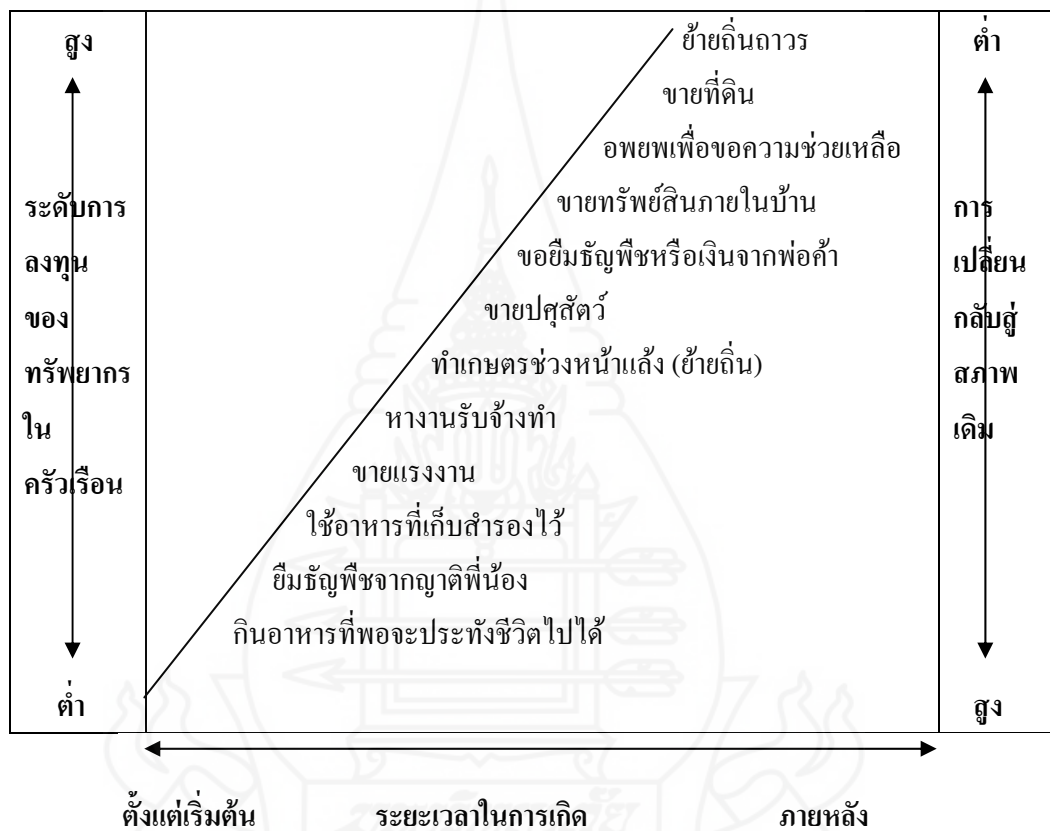 สูง
ย้ายถิ่นถาวร
ต่ำ
ขายที่ดิน
อพยพเพื่อขอความช่วยเหลือ
ระดับการ
ลงทุน
ของ
ทรัพยากร
ใน
ครัวเรือน
ขายทรัพย์สินภายในบ้าน
ขอยืมธัญพืชหรือเงินจากพ่อค้า
ขายปศุสัตว์
ทำเกษตรช่วงหน้าแล้ง (ย้ายถิ่น)
หางานรับจ้างทำ
ขายแรงงาน
ใช้อาหารที่เก็บสำรองไว้
ยืมธัญพืชจากญาติพี่น้อง
กินอาหารที่พอจะประทังชีวิตไปได้
การ
เปลี่ยน
กลับสู่
สภาพ
เดิม
ต่ำ
สูง
ตั้งแต่เริ่มต้น ระยะเวลาในการเกิด ภายหลัง